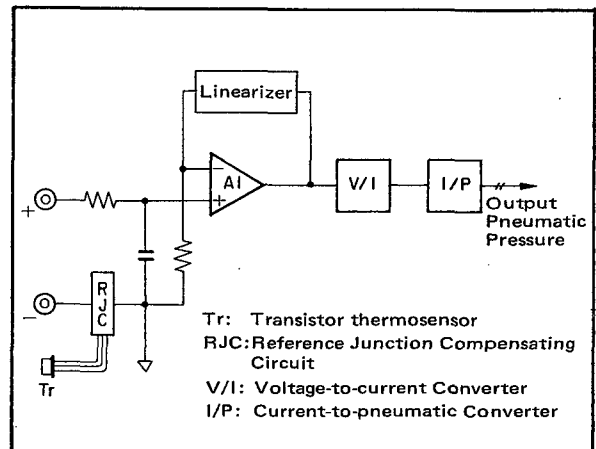 Linearizer
−
A1
+
V/I
I/P
+
Output
Pneumatic
Pressure
−
RJC
Tr
Tr: Transistor thermosensor
RJC: Reference Junction Compensating
Circuit
V/I: Voltage-to-current Converter
I/P: Current-to-pneumatic Converter